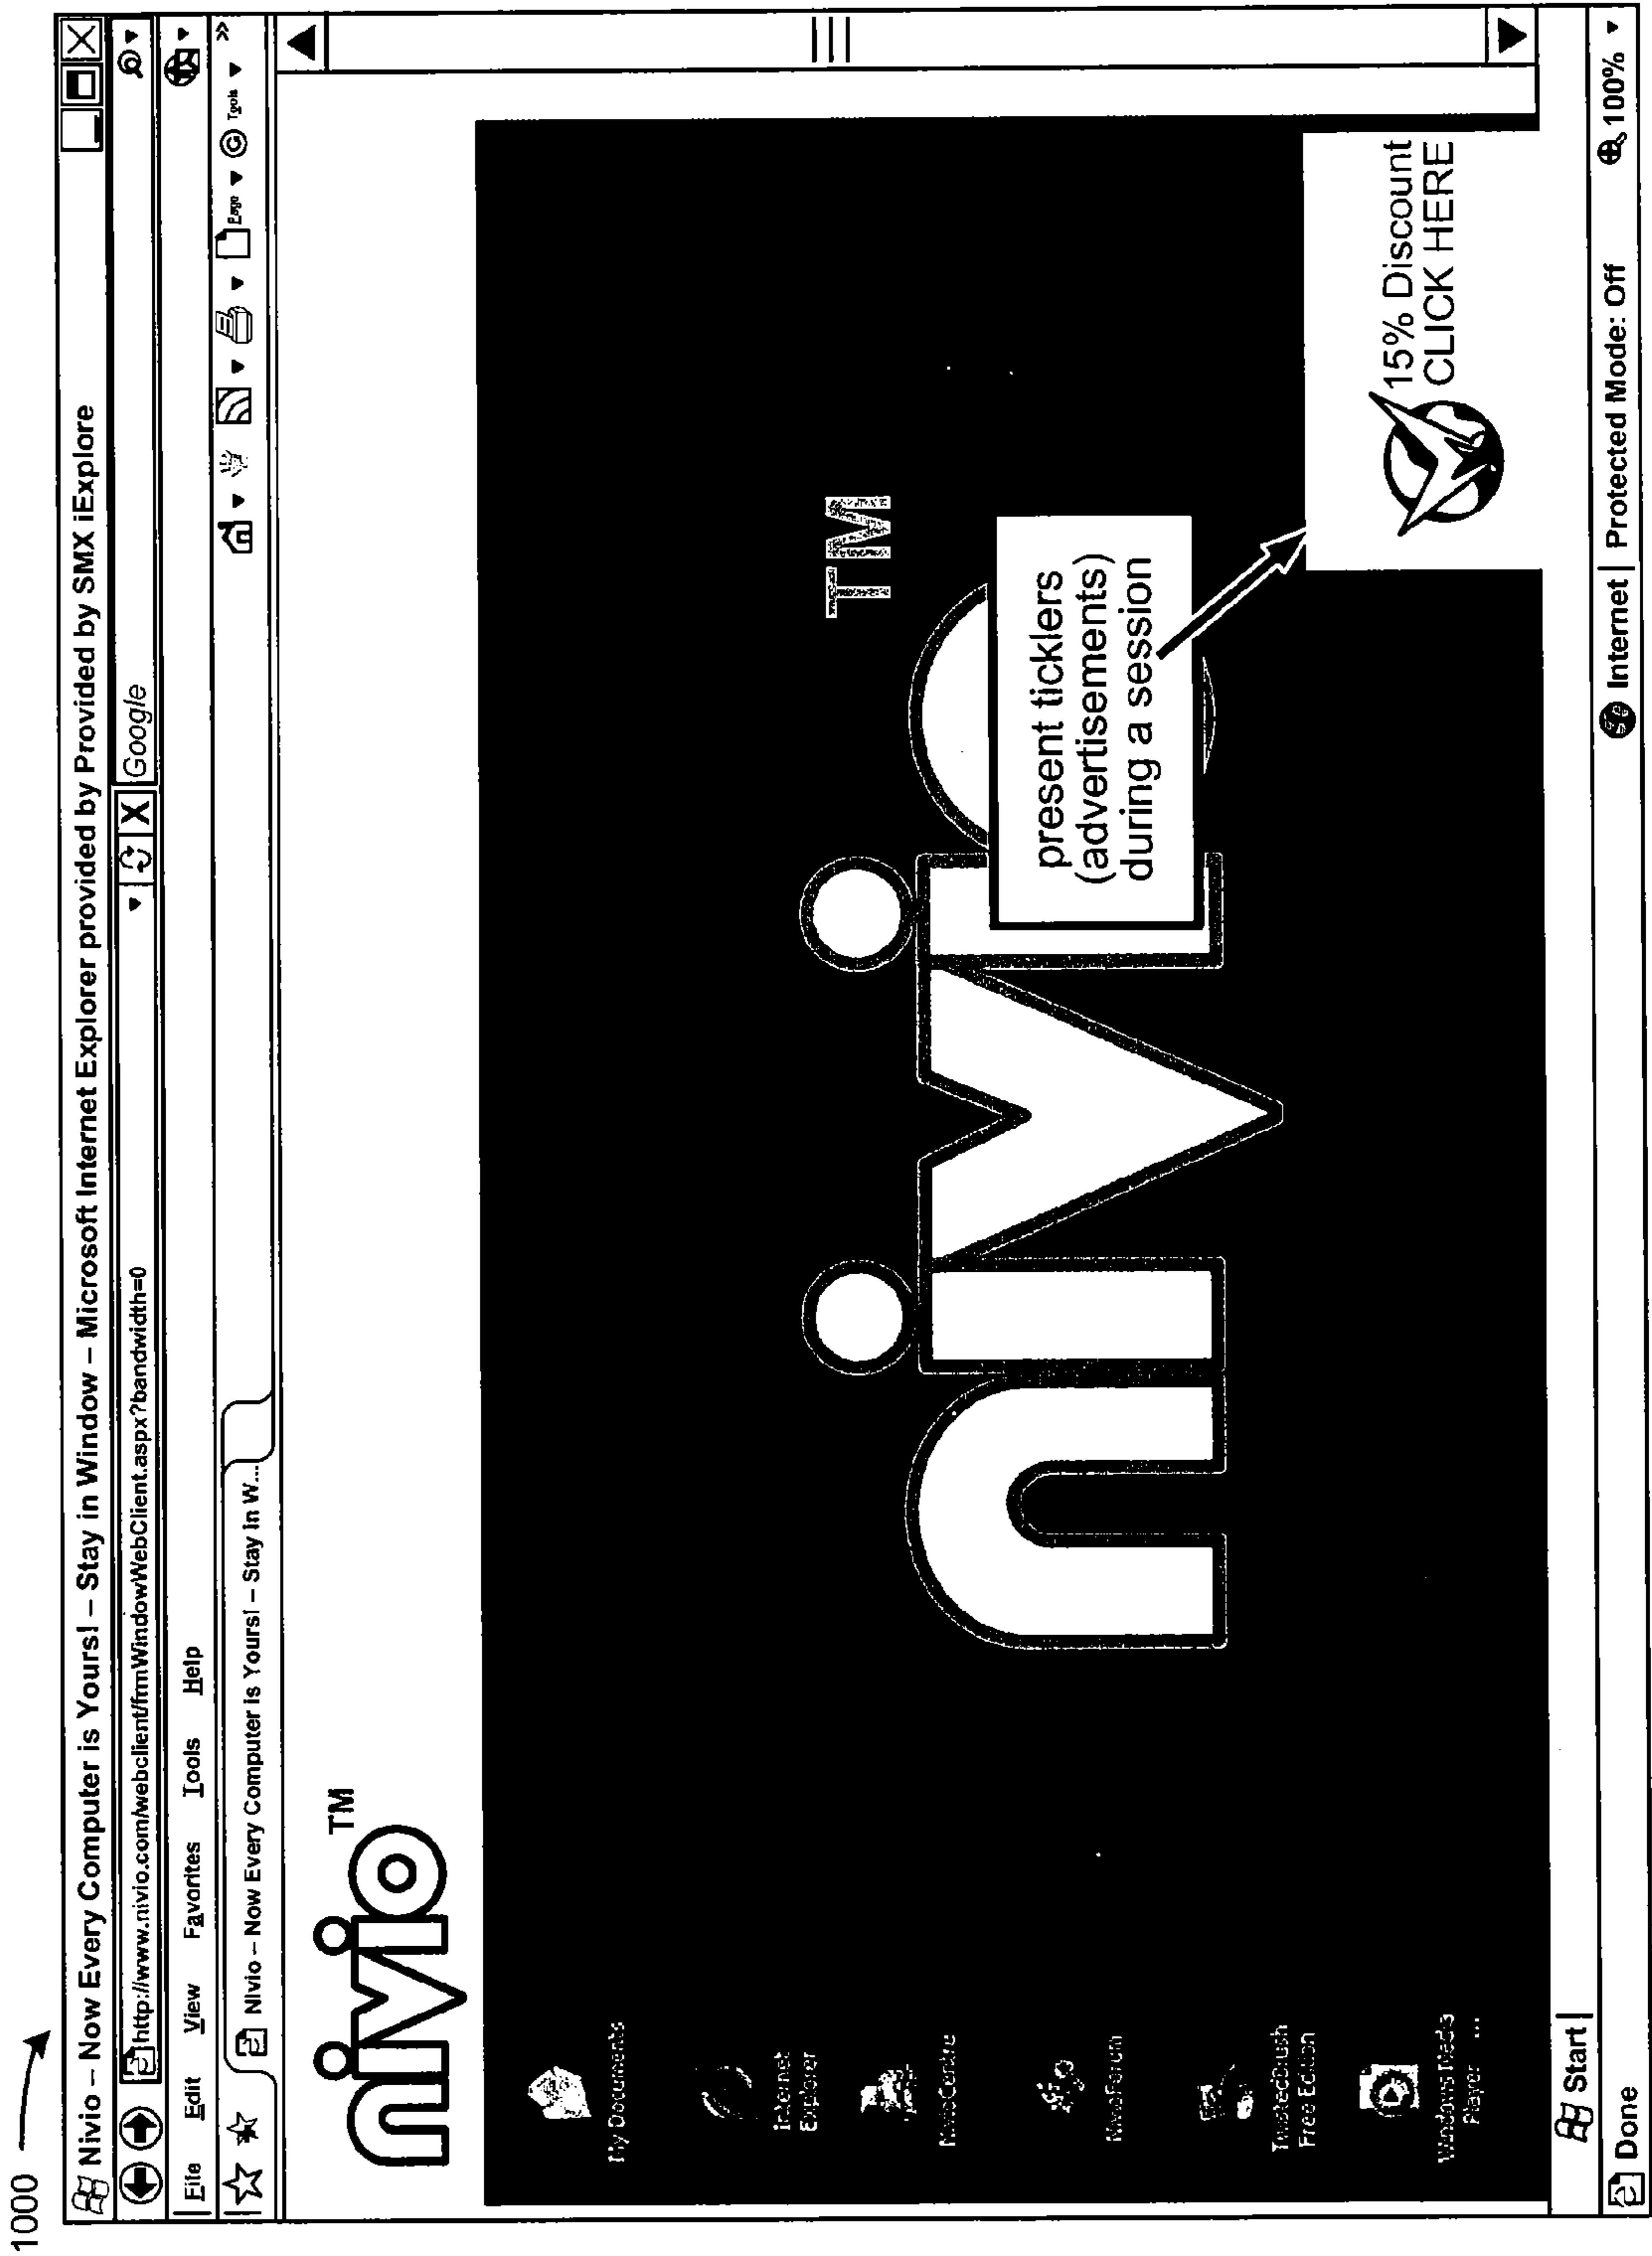 1000
Nivio – Now Every Computer is Yours! – Stay in Window – Microsoft Internet Explorer provided by Provided by SMX iExplore
http://www.nivio.com/webclient/frmWindowWebClient.aspx?bandwidth=0
Google
File Edit View Favorites Tools Help
Nivio – Now Every Computer is Yours! – Stay in W...
Page Tools
nivio TM
My Documents
Internet
Explorer
NivioCentre
NivioForum
TwistedBrush
Free Edition
Windows Media
Player ...
nivio TM
present ticklers
(advertisements)
during a session
15% Discount
CLICK HERE
Start
Done
Internet | Protected Mode: Off
100%